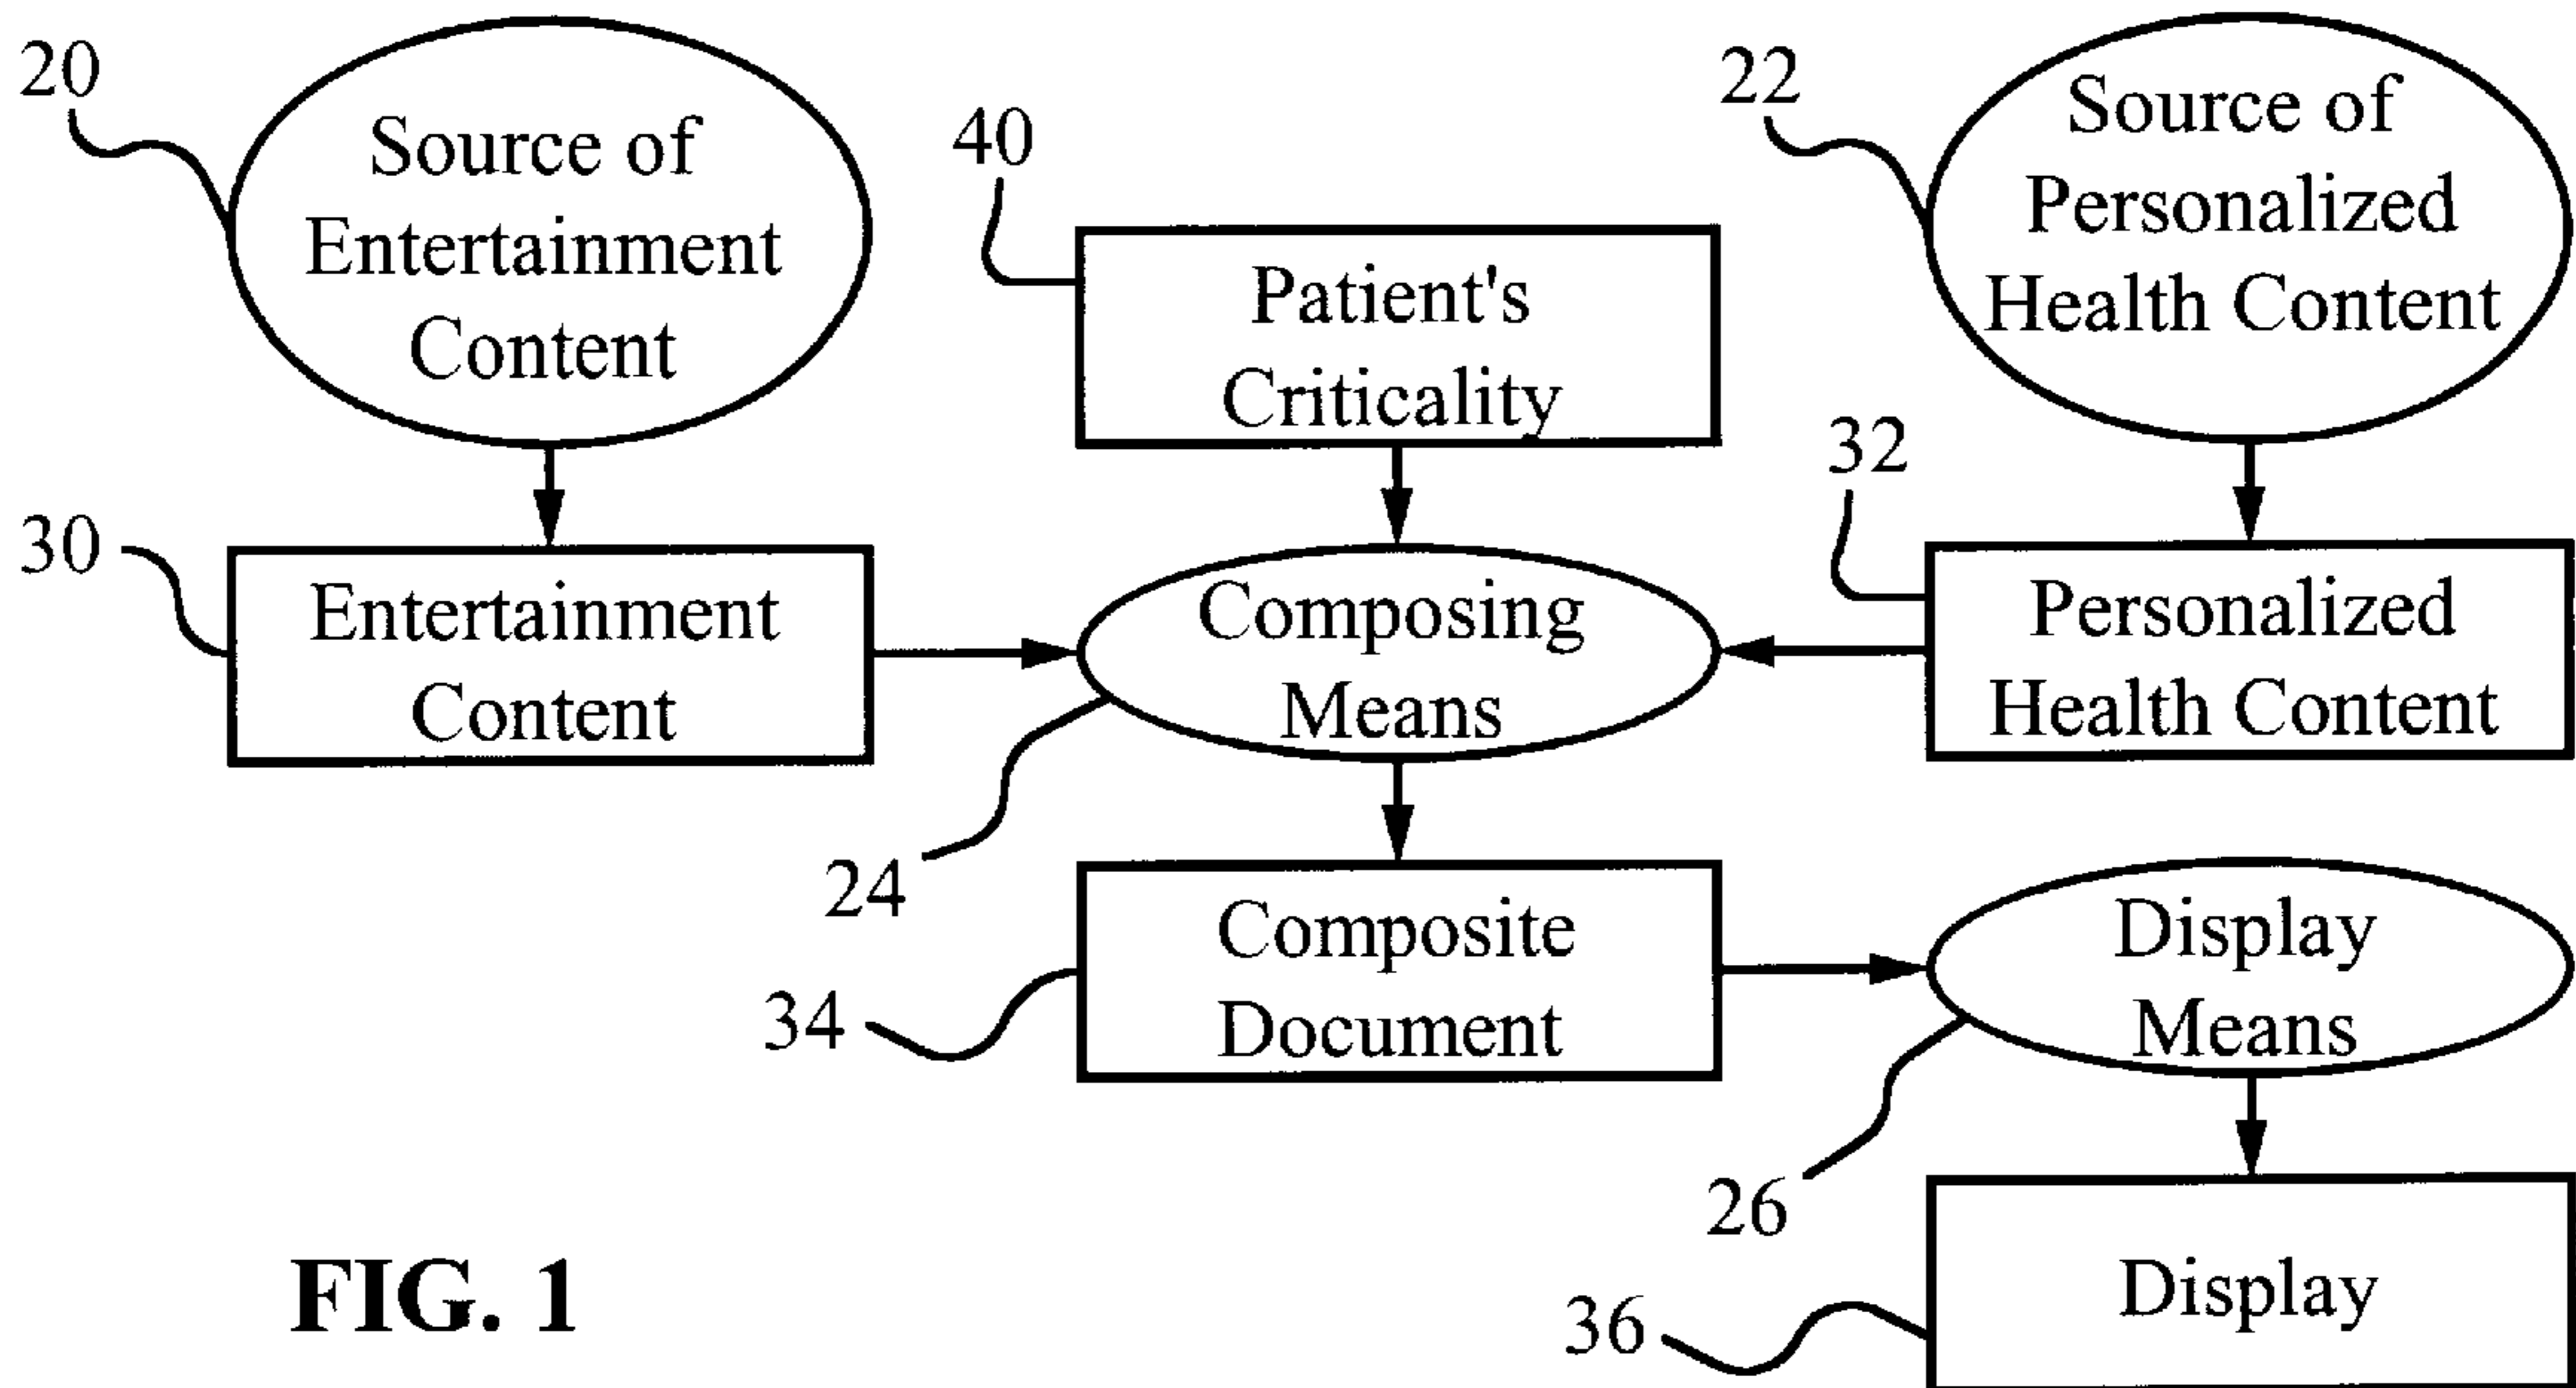 20
Source of
Entertainment
Content
40
Patient's
Criticality
22
Source of
Personalized
Health Content
30
Entertainment
Content
Composing
Means
24
32
Personalized
Health Content
34
Composite
Document
Display
Means
26
36
Display
FIG. 1